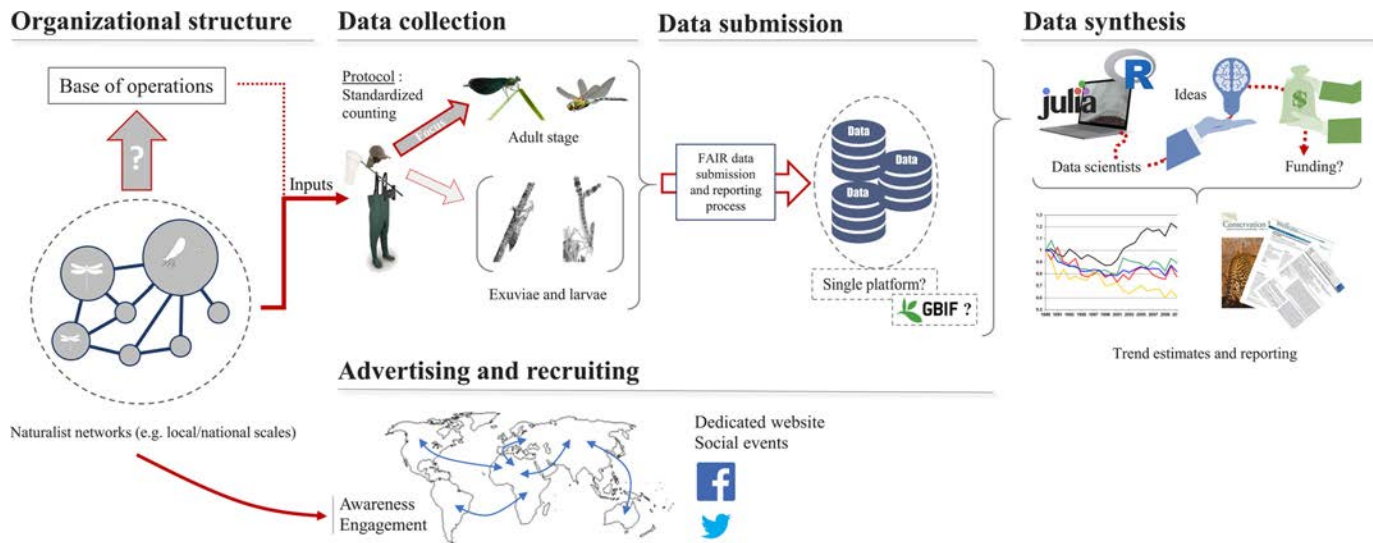 Organizational structure
Base of operations
?
Inputs
Naturalist networks (e.g. local/national scales)
Data collection
Protocol :
Standardized
counting
Focus
Adult stage
Exuviae and larvae
Data submission
FAIR data
submission
and reporting
process
Data
Data
Data
Single platform?
GBIF ?
Data synthesis
julia
R
Ideas
$
Data scientists
Funding?
Conservation
Trend estimates and reporting
Advertising and recruiting
Awareness
Engagement
Dedicated website
Social events
f